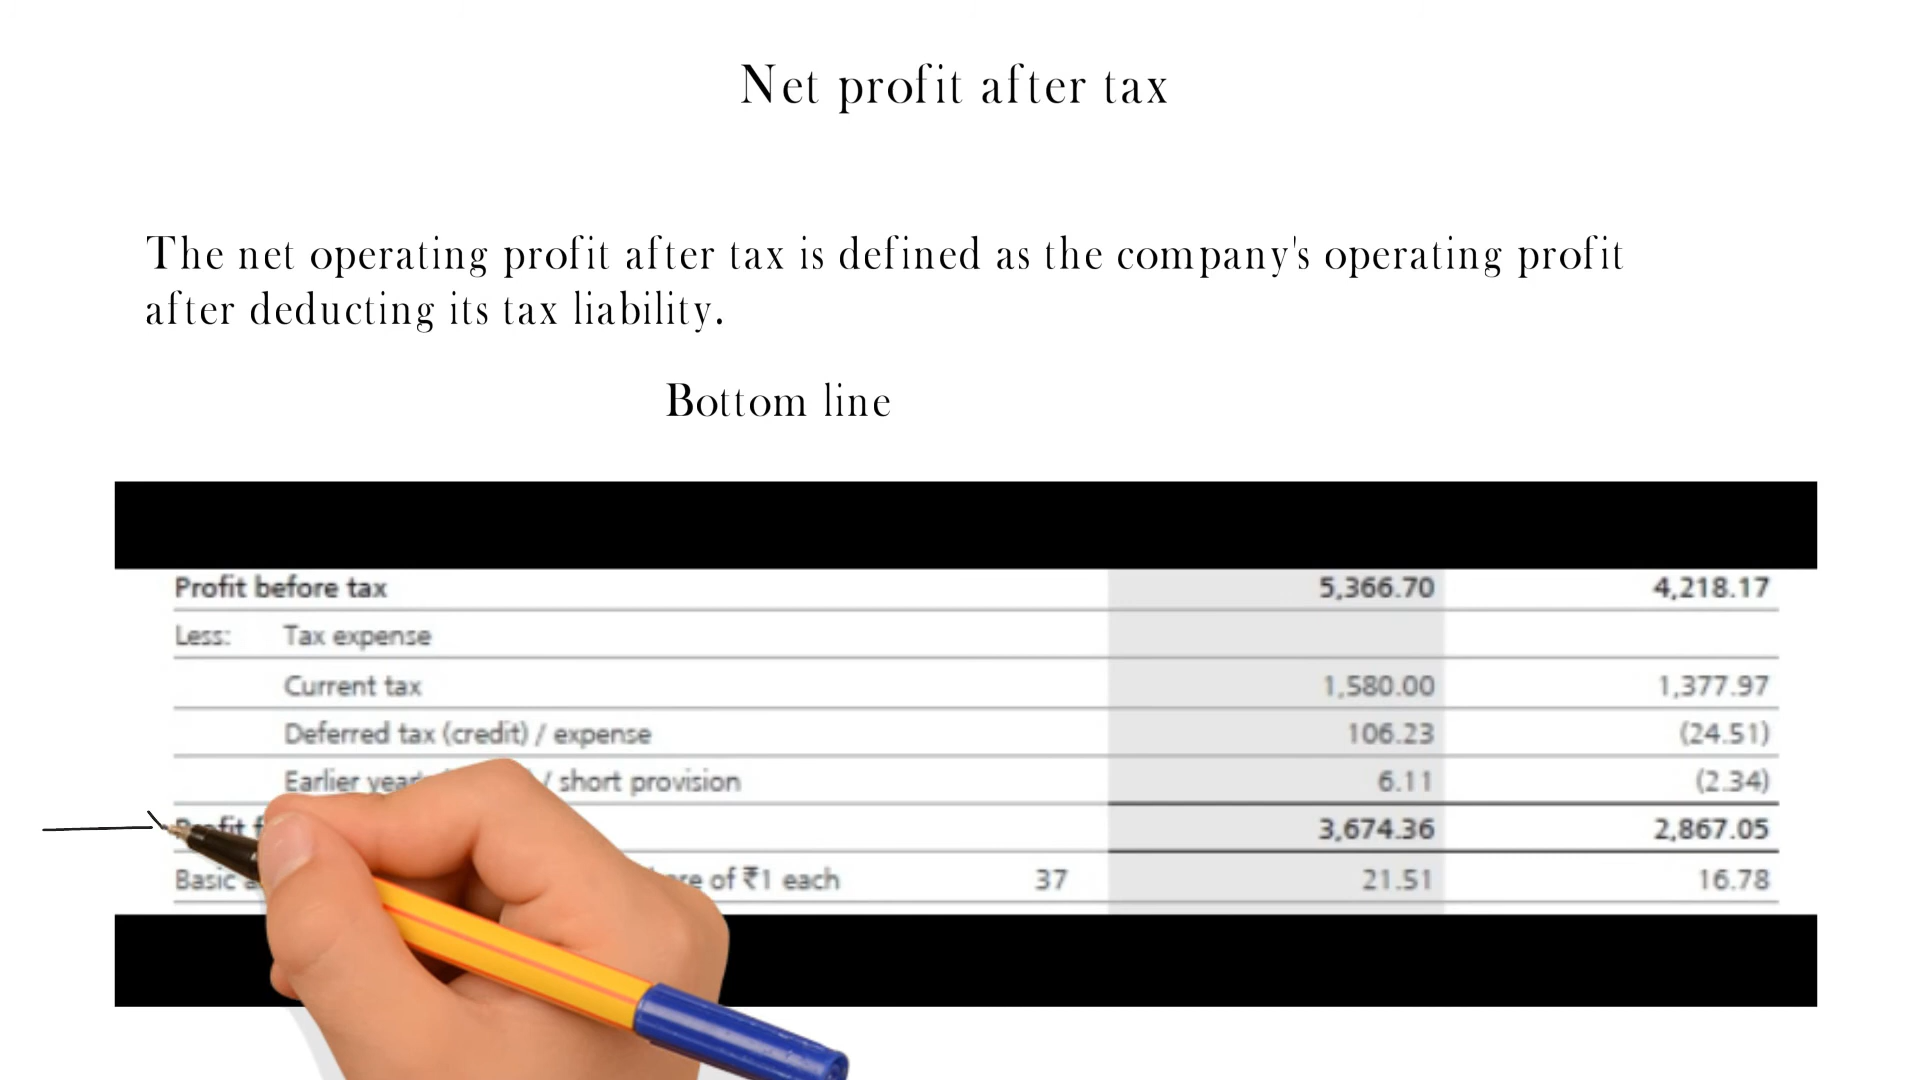 Net profit after tax
The net operating profit after tax is defined as the company's operating profit
after deducting its tax liability.
Bottom line
Profit before tax 5,366.70 4,218.17
Less: Tax expense
Current tax 1,580.00 1,377.97
Deferred tax (credit) / expense 106.23 (24.51)
Earlier / short provision 6.11 (2.34)
Profit 3,674.36 2,867.05
Basic of ₹1 each 37 21.51 16.78